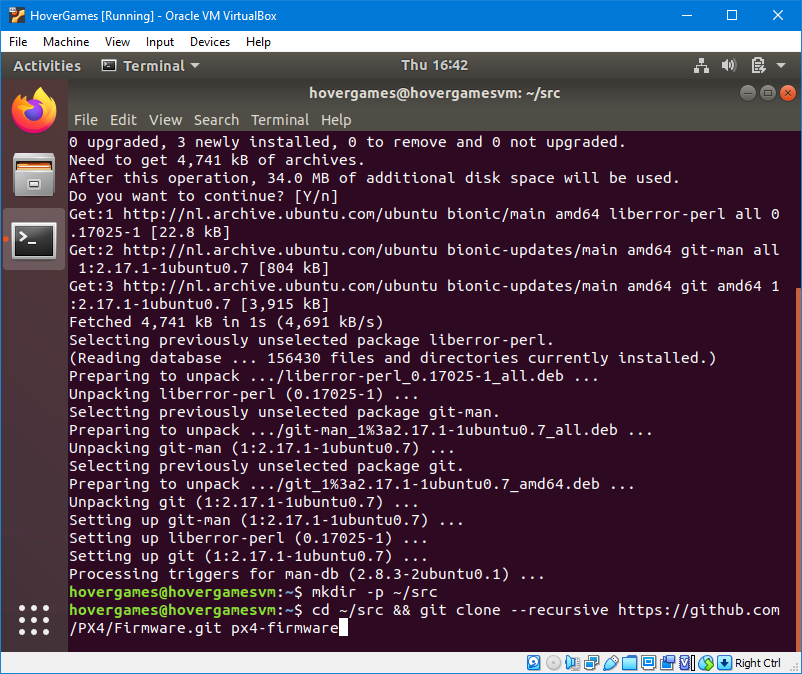 HoverGames [Running] - Oracle VM VirtualBox
File Machine View Input Devices Help
Activities Terminal Thu 16:42
hovergames@hovergamesvm: ~/src
File Edit View Search Terminal Help
0 upgraded, 3 newly installed, 0 to remove and 0 not upgraded.
Need to get 4,741 kB of archives.
After this operation, 34.0 MB of additional disk space will be used.
Do you want to continue? [Y/n]
Get:1 http://nl.archive.ubuntu.com/ubuntu bionic/main amd64 liberror-perl all 0
.17025-1 [22.8 kB]
Get:2 http://nl.archive.ubuntu.com/ubuntu bionic-updates/main amd64 git-man all
1:2.17.1-1ubuntu0.7 [804 kB]
Get:3 http://nl.archive.ubuntu.com/ubuntu bionic-updates/main amd64 git amd64 1
:2.17.1-1ubuntu0.7 [3,915 kB]
Fetched 4,741 kB in 1s (4,691 kB/s)
Selecting previously unselected package liberror-perl.
(Reading database ... 156430 files and directories currently installed.)
Preparing to unpack .../liberror-perl_0.17025-1_all.deb ...
Unpacking liberror-perl (0.17025-1) ...
Selecting previously unselected package git-man.
Preparing to unpack .../git-man_1%3a2.17.1-1ubuntu0.7_all.deb ...
Unpacking git-man (1:2.17.1-1ubuntu0.7) ...
Selecting previously unselected package git.
Preparing to unpack .../git_1%3a2.17.1-1ubuntu0.7_amd64.deb ...
Unpacking git (1:2.17.1-1ubuntu0.7) ...
Setting up git-man (1:2.17.1-1ubuntu0.7) ...
Setting up liberror-perl (0.17025-1) ...
Setting up git (1:2.17.1-1ubuntu0.7) ...
Processing triggers for man-db (2.8.3-2ubuntu0.1) ...
hovergames@hovergamesvm:~$ mkdir -p ~/src
hovergames@hovergamesvm:~$ cd ~/src && git clone --recursive https://github.com
/PX4/Firmware.git px4-firmware
Right Ctrl